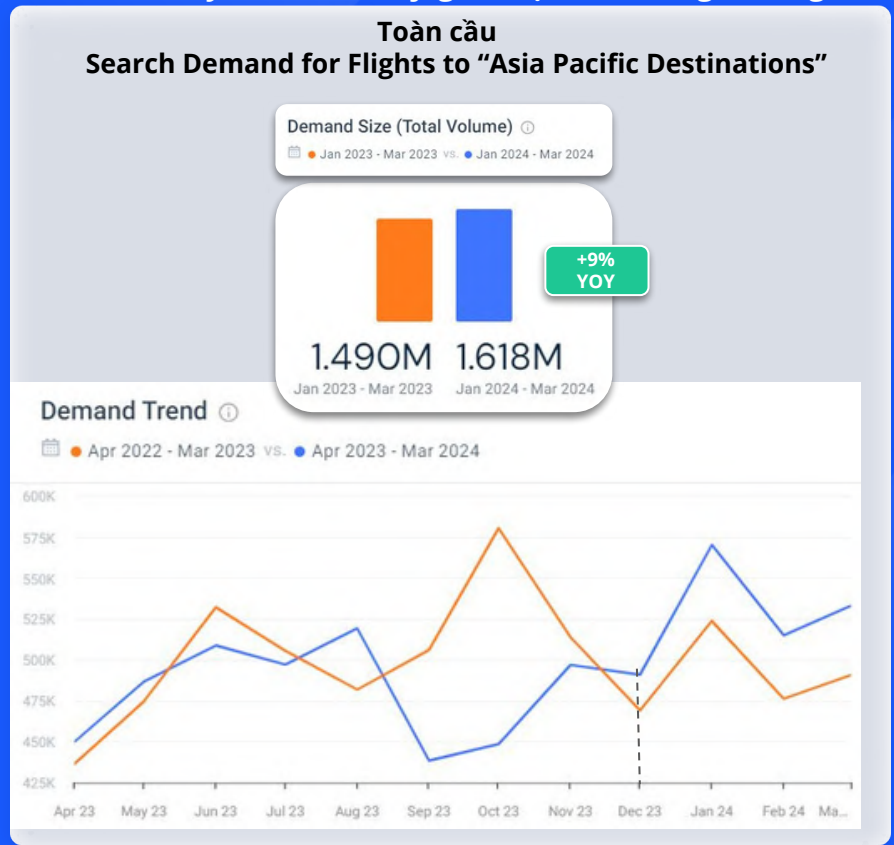 Toàn cầu
Search Demand for Flights to “Asia Pacific Destinations”
Demand Size (Total Volume)
Jan 2023 - Mar 2023 vs. Jan 2024 - Mar 2024
+9%
YOY
1.490M 1.618M
Jan 2023 - Mar 2023 Jan 2024 - Mar 2024
Demand Trend
Apr 2022 - Mar 2023 vs. Apr 2023 - Mar 2024
600K
575K
550K
525K
500K
475K
450K
425K
Apr 23 May 23 Jun 23 Jul 23 Aug 23 Sep 23 Oct 23 Nov 23 Dec 23 Jan 24 Feb 24 Ma...